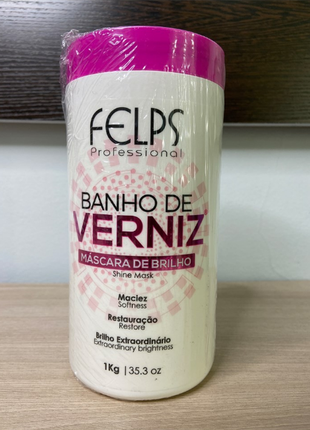 FELPS
Professional
BANHO DE
VERNIZ
MÁSCARA DE BRILHO
Shine Mask
Maciez
Softness
Restauração
Restore
Brilho Extraordinário
Extraordinary brightness
1Kg | 35.3 oz